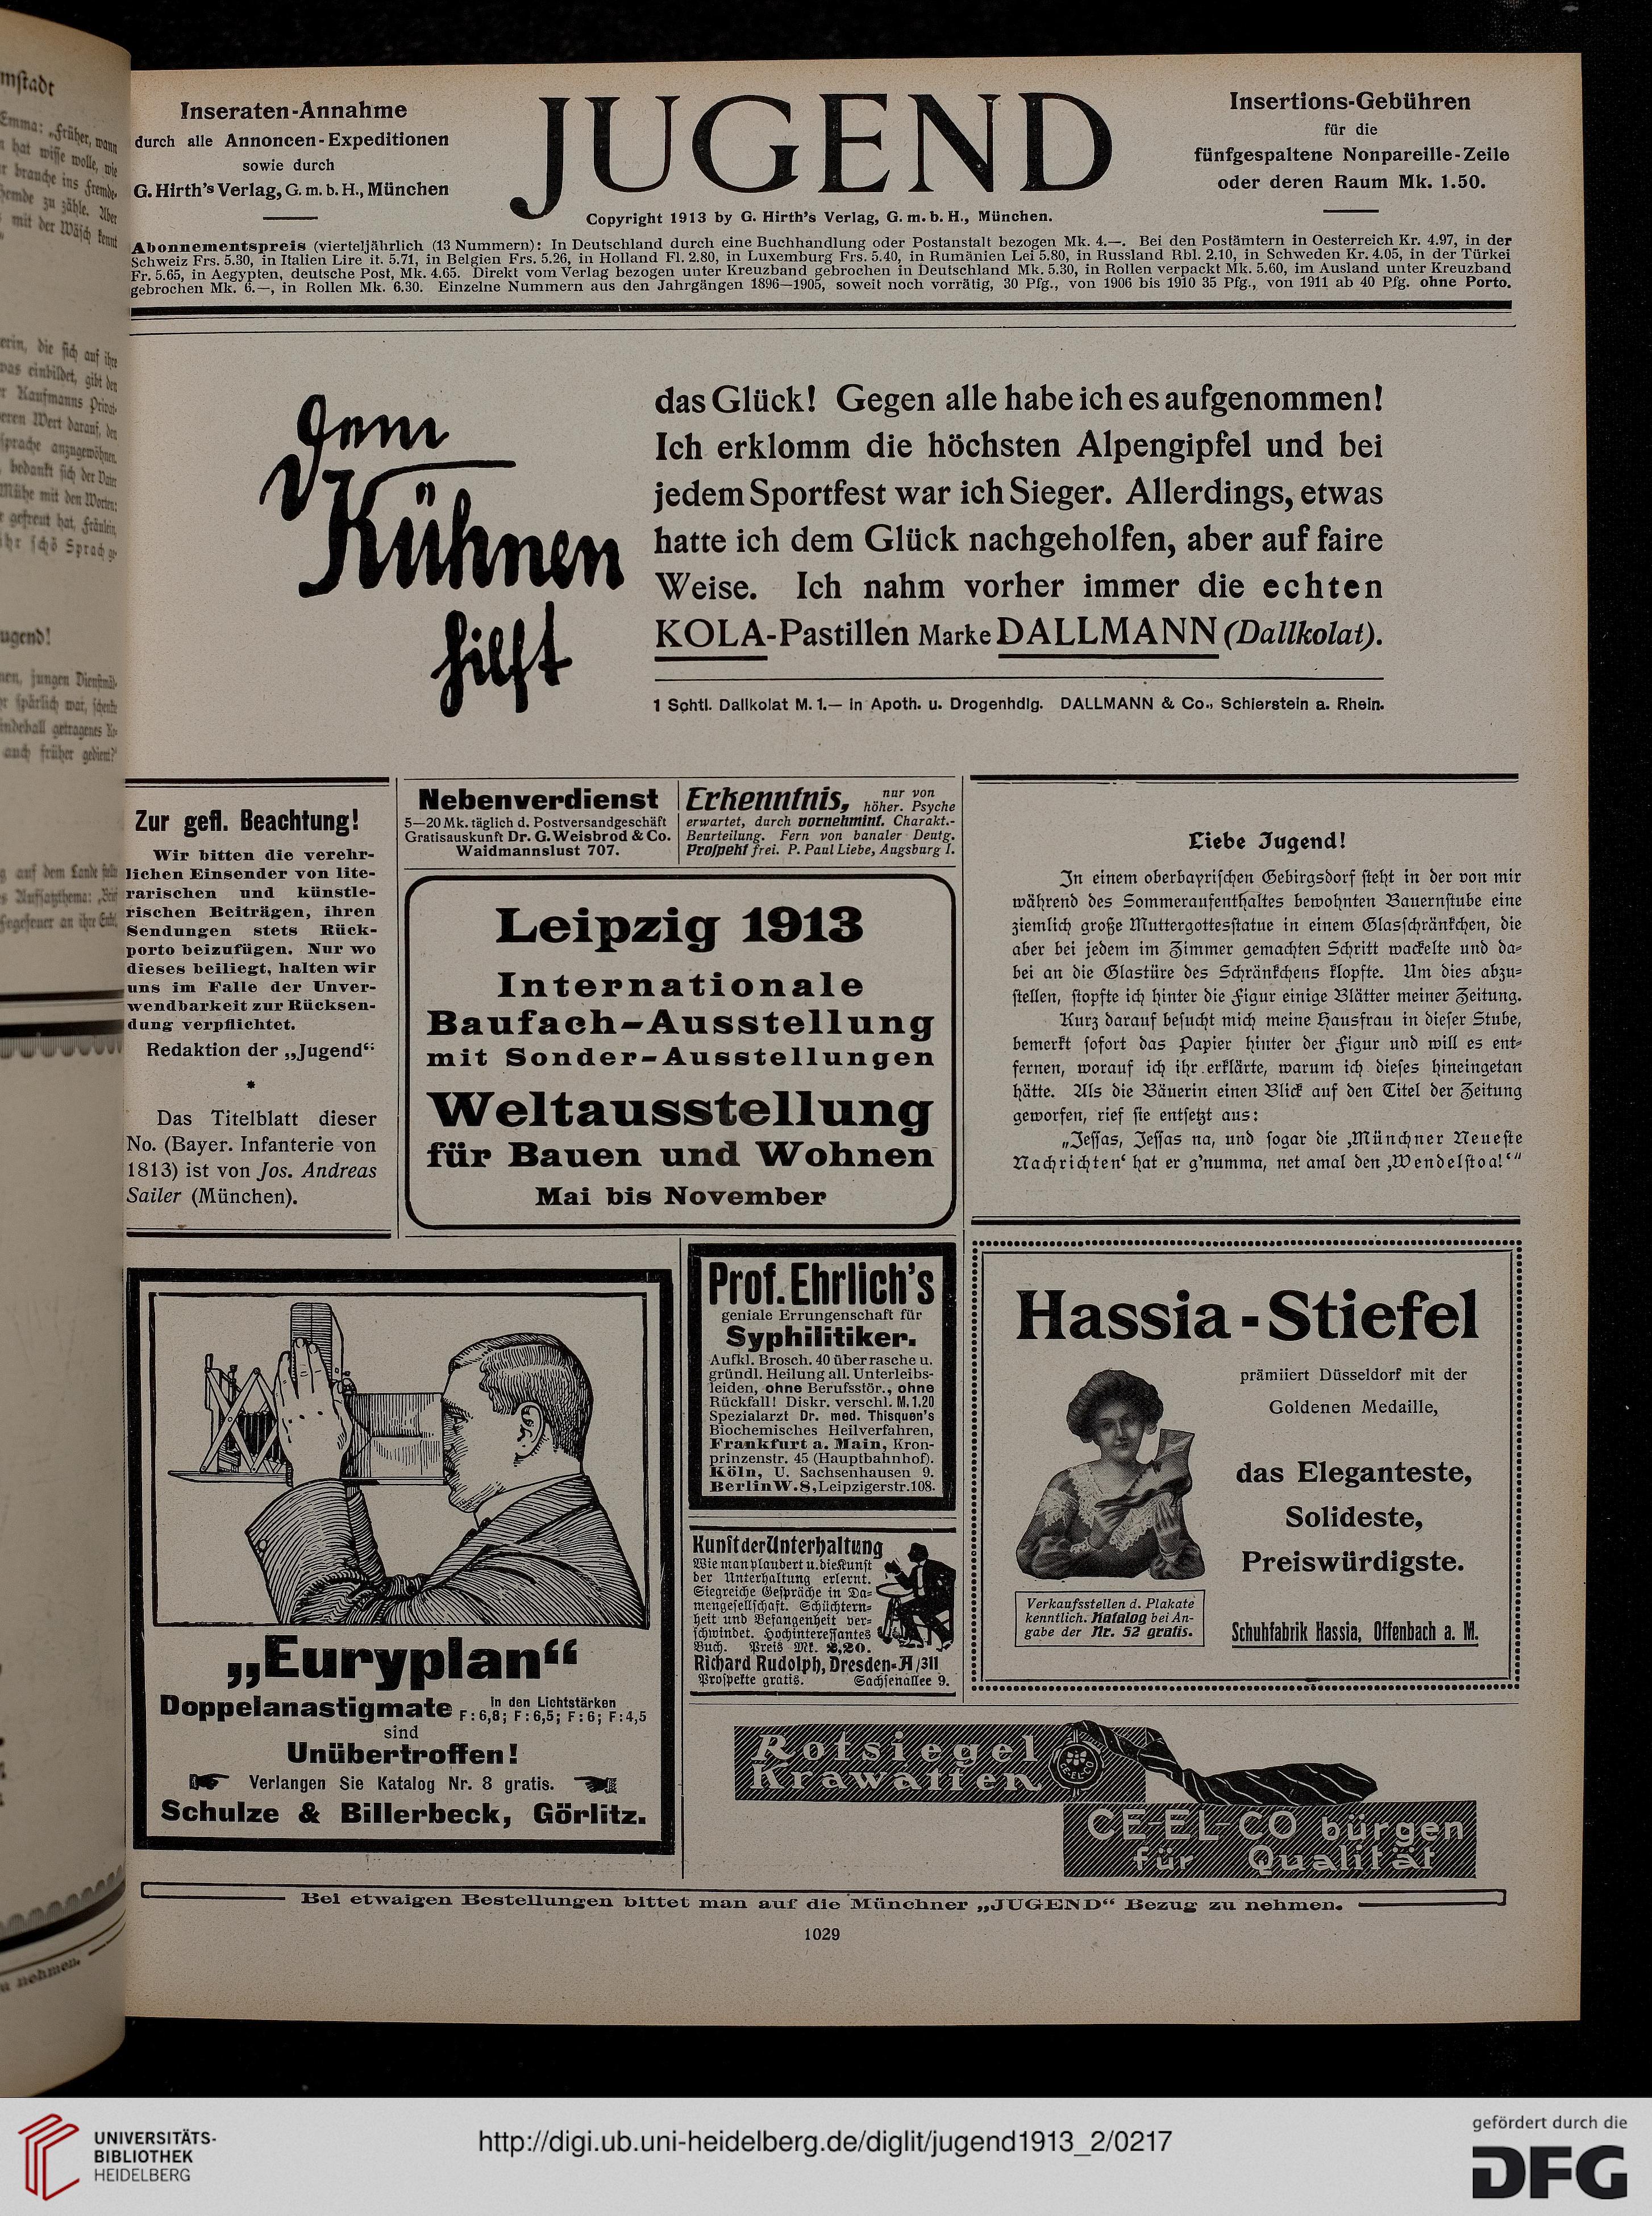 Inseraten-Annahme
durch alle Annoncen-Expeditionen
sowie durch
G. Hirth's Verlag, G. m. b. H., München
JUGEND
Copyright 1913 by G. Hirth's Verlag, G. m. b. H., München.
Insertions-Gebühren
für die
fünfgespaltene Nonpareille-Zeile
oder deren Raum Mk. 1.50.
Abonnementspreis (vierteljährlich (13 Nummern): In Deutschland durch eine Buchhandlung oder Postanstalt bezogen Mk. 4.—. Bei den Postämtern in Oesterreich Kr. 4.97, in der
Schweiz Frs. 5.30, in Italien Lire it. 5.71, in Belgien Frs. 5.26, in Holland Fl. 2.80, in Luxemburg Frs. 5.40, in Rumänien Lei 5.80, in Russland Rbl. 2.10, in Schweden Kr. 4.05, in der Türkei
Fr. 5.65, in Aegypten, deutsche Post, Mk. 4.65. Direkt vom Verlag bezogen unter Kreuzband gebrochen in Deutschland Mk. 5.30, in Rollen verpackt Mk. 5.60, im Ausland unter Kreuzband
gebrochen Mk. 6.—, in Rollen Mk. 6.30. Einzelne Nummern aus den Jahrgängen 1896—1905, soweit noch vorrätig, 30 Pfg., von 1906 bis 1910 35 Pfg., von 1911 ab 40 Pfg. ohne Porto.
Dem
Kühnen
hilft
das Glück! Gegen alle habe ich es aufgenommen!
Ich erklomm die höchsten Alpengipfel und bei
jedem Sportfest war ich Sieger. Allerdings, etwas
hatte ich dem Glück nachgeholfen, aber auf faire
Weise. Ich nahm vorher immer die echten
KOLA-Pastillen Marke DALLMANN (Dallkolat).
1 Schtl. Dallkolat M. 1.— in Apoth. u. Drogenhdlg. DALLMANN & Co., Schierstein a. Rhein.
Zur gefl. Beachtung!
Wir bitten die verehr-
lichen Einsender von lite-
rarischen und künstle-
rischen Beiträgen, ihren
Sendungen stets Rück-
porto beizufügen. Nur wo
dieses beiliegt, halten wir
uns im Falle der Unver-
wendbarkeit zur Rücksen-
dung verpflichtet.
Redaktion der „Jugend“
*
Das Titelblatt dieser
No. (Bayer. Infanterie von
1813) ist von Jos. Andreas
Sailer (München).
Nebenverdienst
5—20 Mk. täglich d. Postversandgeschäft
Gratisauskunft Dr. G. Weisbrod & Co.
Waidmannslust 707.
Erkenntnis, nur von
höher. Psyche
erwartet, durch vornehmint. Charakt.-
Beurteilung. Fern von banaler Deutg.
Prospekt frei. P. Paul Liebe, Augsburg I.
Leipzig 1913
Internationale
Baufach-Ausstellung
mit Sonder-Ausstellungen
Weltausstellung
für Bauen und Wohnen
Mai bis November
Liebe Jugend!
In einem oberbayrischen Gebirgsdorf steht in der von mir
während des Sommeraufenthaltes bewohnten Bauernstube eine
ziemlich große Muttergottesstatue in einem Glasschränkchen, die
aber bei jedem im Zimmer gemachten Schritt wackelte und da-
bei an die Glastüre des Schränkchens klopfte. Um dies abzu-
stellen, stopfte ich hinter die Figur einige Blätter meiner Zeitung.
Kurz darauf besucht mich meine Hausfrau in dieser Stube,
bemerkt sofort das Papier hinter der Figur und will es ent-
fernen, worauf ich ihr erklärte, warum ich dieses hineingetan
hätte. Als die Bäuerin einen Blick auf den Titel der Zeitung
geworfen, rief sie entsetzt aus:
„Jessas, Jessas na, und sogar die ‚Münchner Neueste
Nachrichten‘ hat er g'numma, net amal den ‚Wendelstoa!‘“
„Euryplan“
Doppelanastigmate in den Lichtstärken
F: 6,8; F: 6,5; F: 6; F: 4,5
sind
Unübertroffen!
Verlangen Sie Katalog Nr. 8 gratis.
Schulze & Billerbeck, Görlitz.
Prof. Ehrlich's
geniale Errungenschaft für
Syphilitiker.
Aufkl. Brosch. 40 über rasche u.
gründl. Heilung all. Unterleibs-
leiden, ohne Berufsstör., ohne
Rückfall! Diskr. verschl. M. 1.20
Spezialarzt Dr. med. Thisquen's
Biochemisches Heilverfahren,
Frankfurt a. Main, Kron-
prinzenstr. 45 (Hauptbahnhof).
Köln, U. Sachsenhausen 9.
Berlin W. 8, Leipzigerstr. 108.
Kunst der Unterhaltung
Wie man plaudert u. die Kunst
der Unterhaltung erlernt.
Siegreiche Gespräche in Da-
mengesellschaft. Schüchtern-
heit und Befangenheit ver-
schwindet. Hochinteressantes
Buch. Preis Mk. 2.20.
Richard Rudolph, Dresden-A/311
Prospekte gratis. Sachsenallee 9.
Hassia-Stiefel
prämiiert Düsseldorf mit der
Goldenen Medaille,
das Eleganteste,
Solideste,
Preiswürdigste.
Verkaufsstellen d. Plakate
kenntlich. Katalog bei An-
gabe der Nr. 52 gratis.
Schuhfabrik Hassia, Offenbach a. M.
Rotsiegel
Krawatten
CE-EL-CO
CE-EL-CO bürgen
für Qualität
Bei etwaigen Bestellungen bittet man auf die Münchner „JUGEND“ Bezug zu nehmen.
1029
UNIVERSITÄTS-
BIBLIOTHEK
HEIDELBERG
http://digi.ub.uni-heidelberg.de/diglit/jugend1913_2/0217
gefördert durch die
DFG